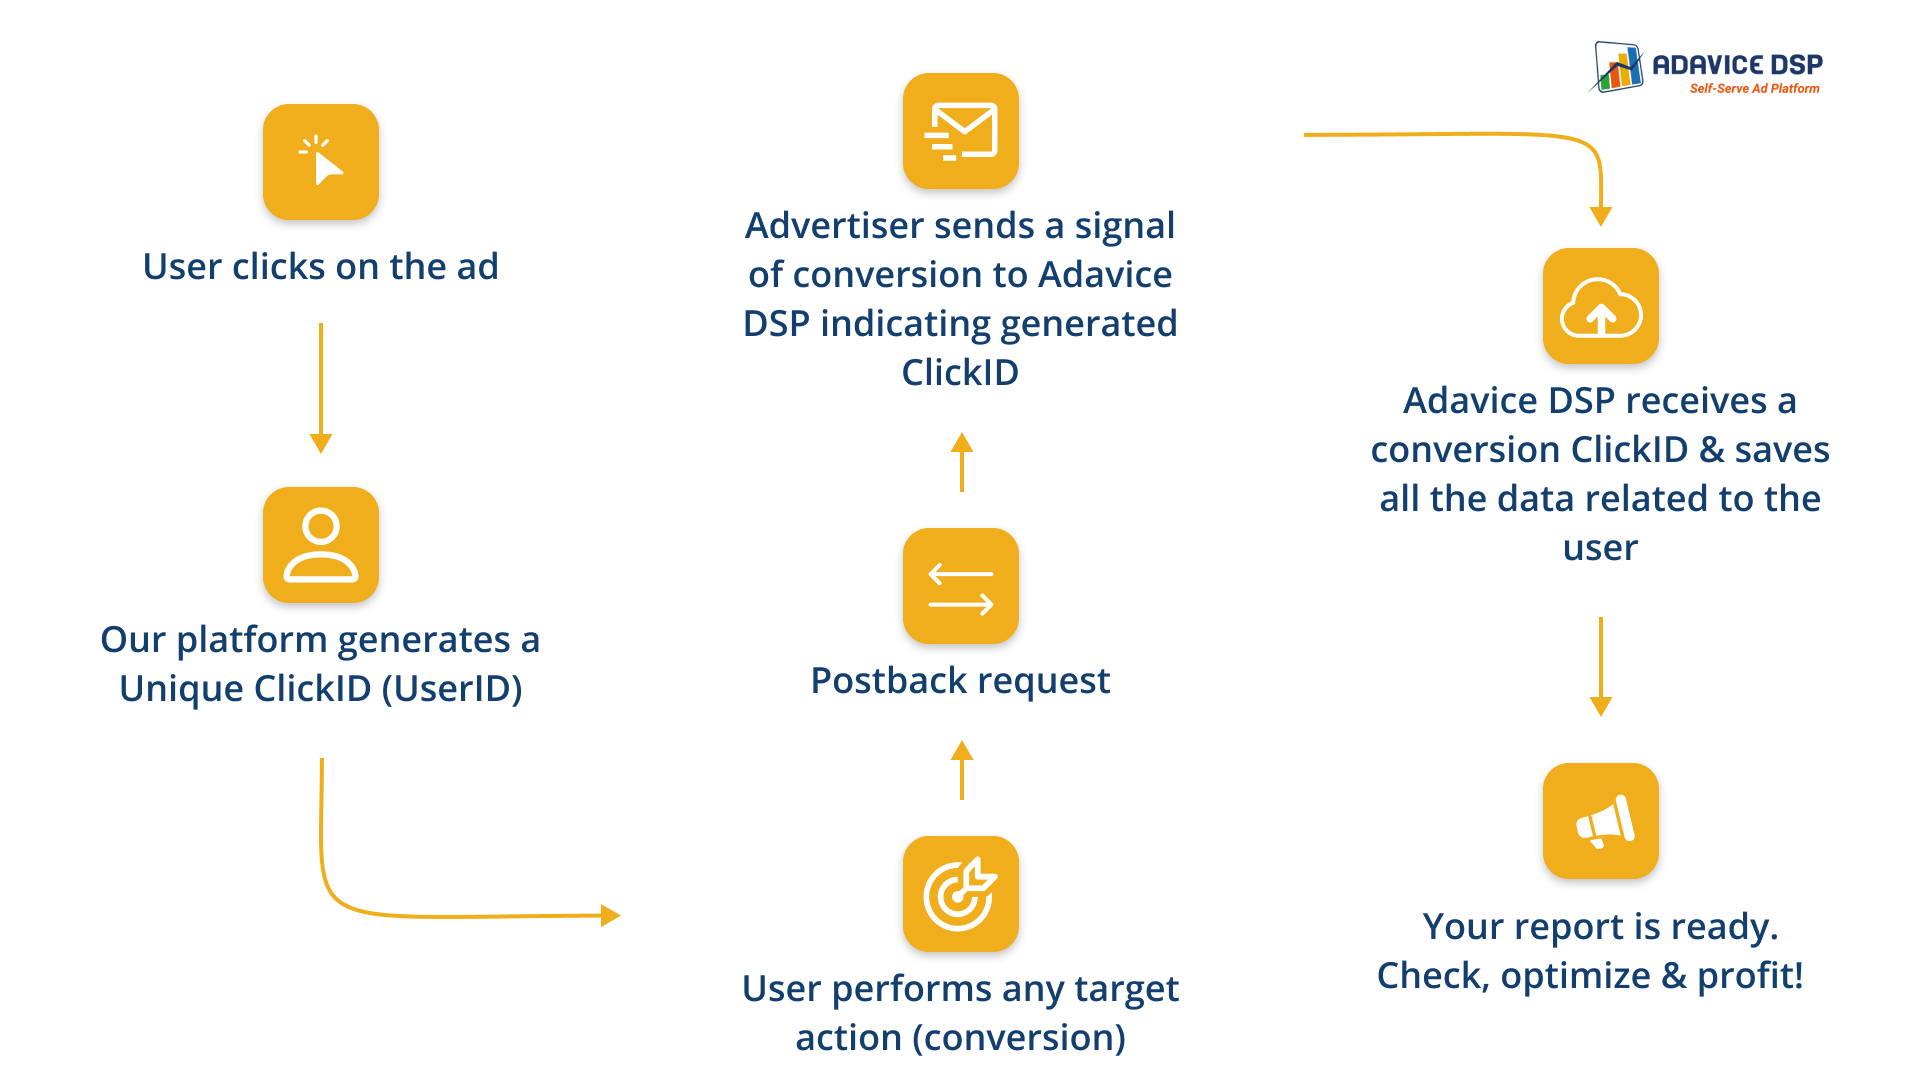 ADAVICE DSP
Self-Serve Ad Platform
User clicks on the ad
Our platform generates a
Unique ClickID (UserID)
User performs any target
action (conversion)
Postback request
Advertiser sends a signal
of conversion to Adavice
DSP indicating generated
ClickID
Adavice DSP receives a
conversion ClickID & saves
all the data related to the
user
Your report is ready.
Check, optimize & profit!